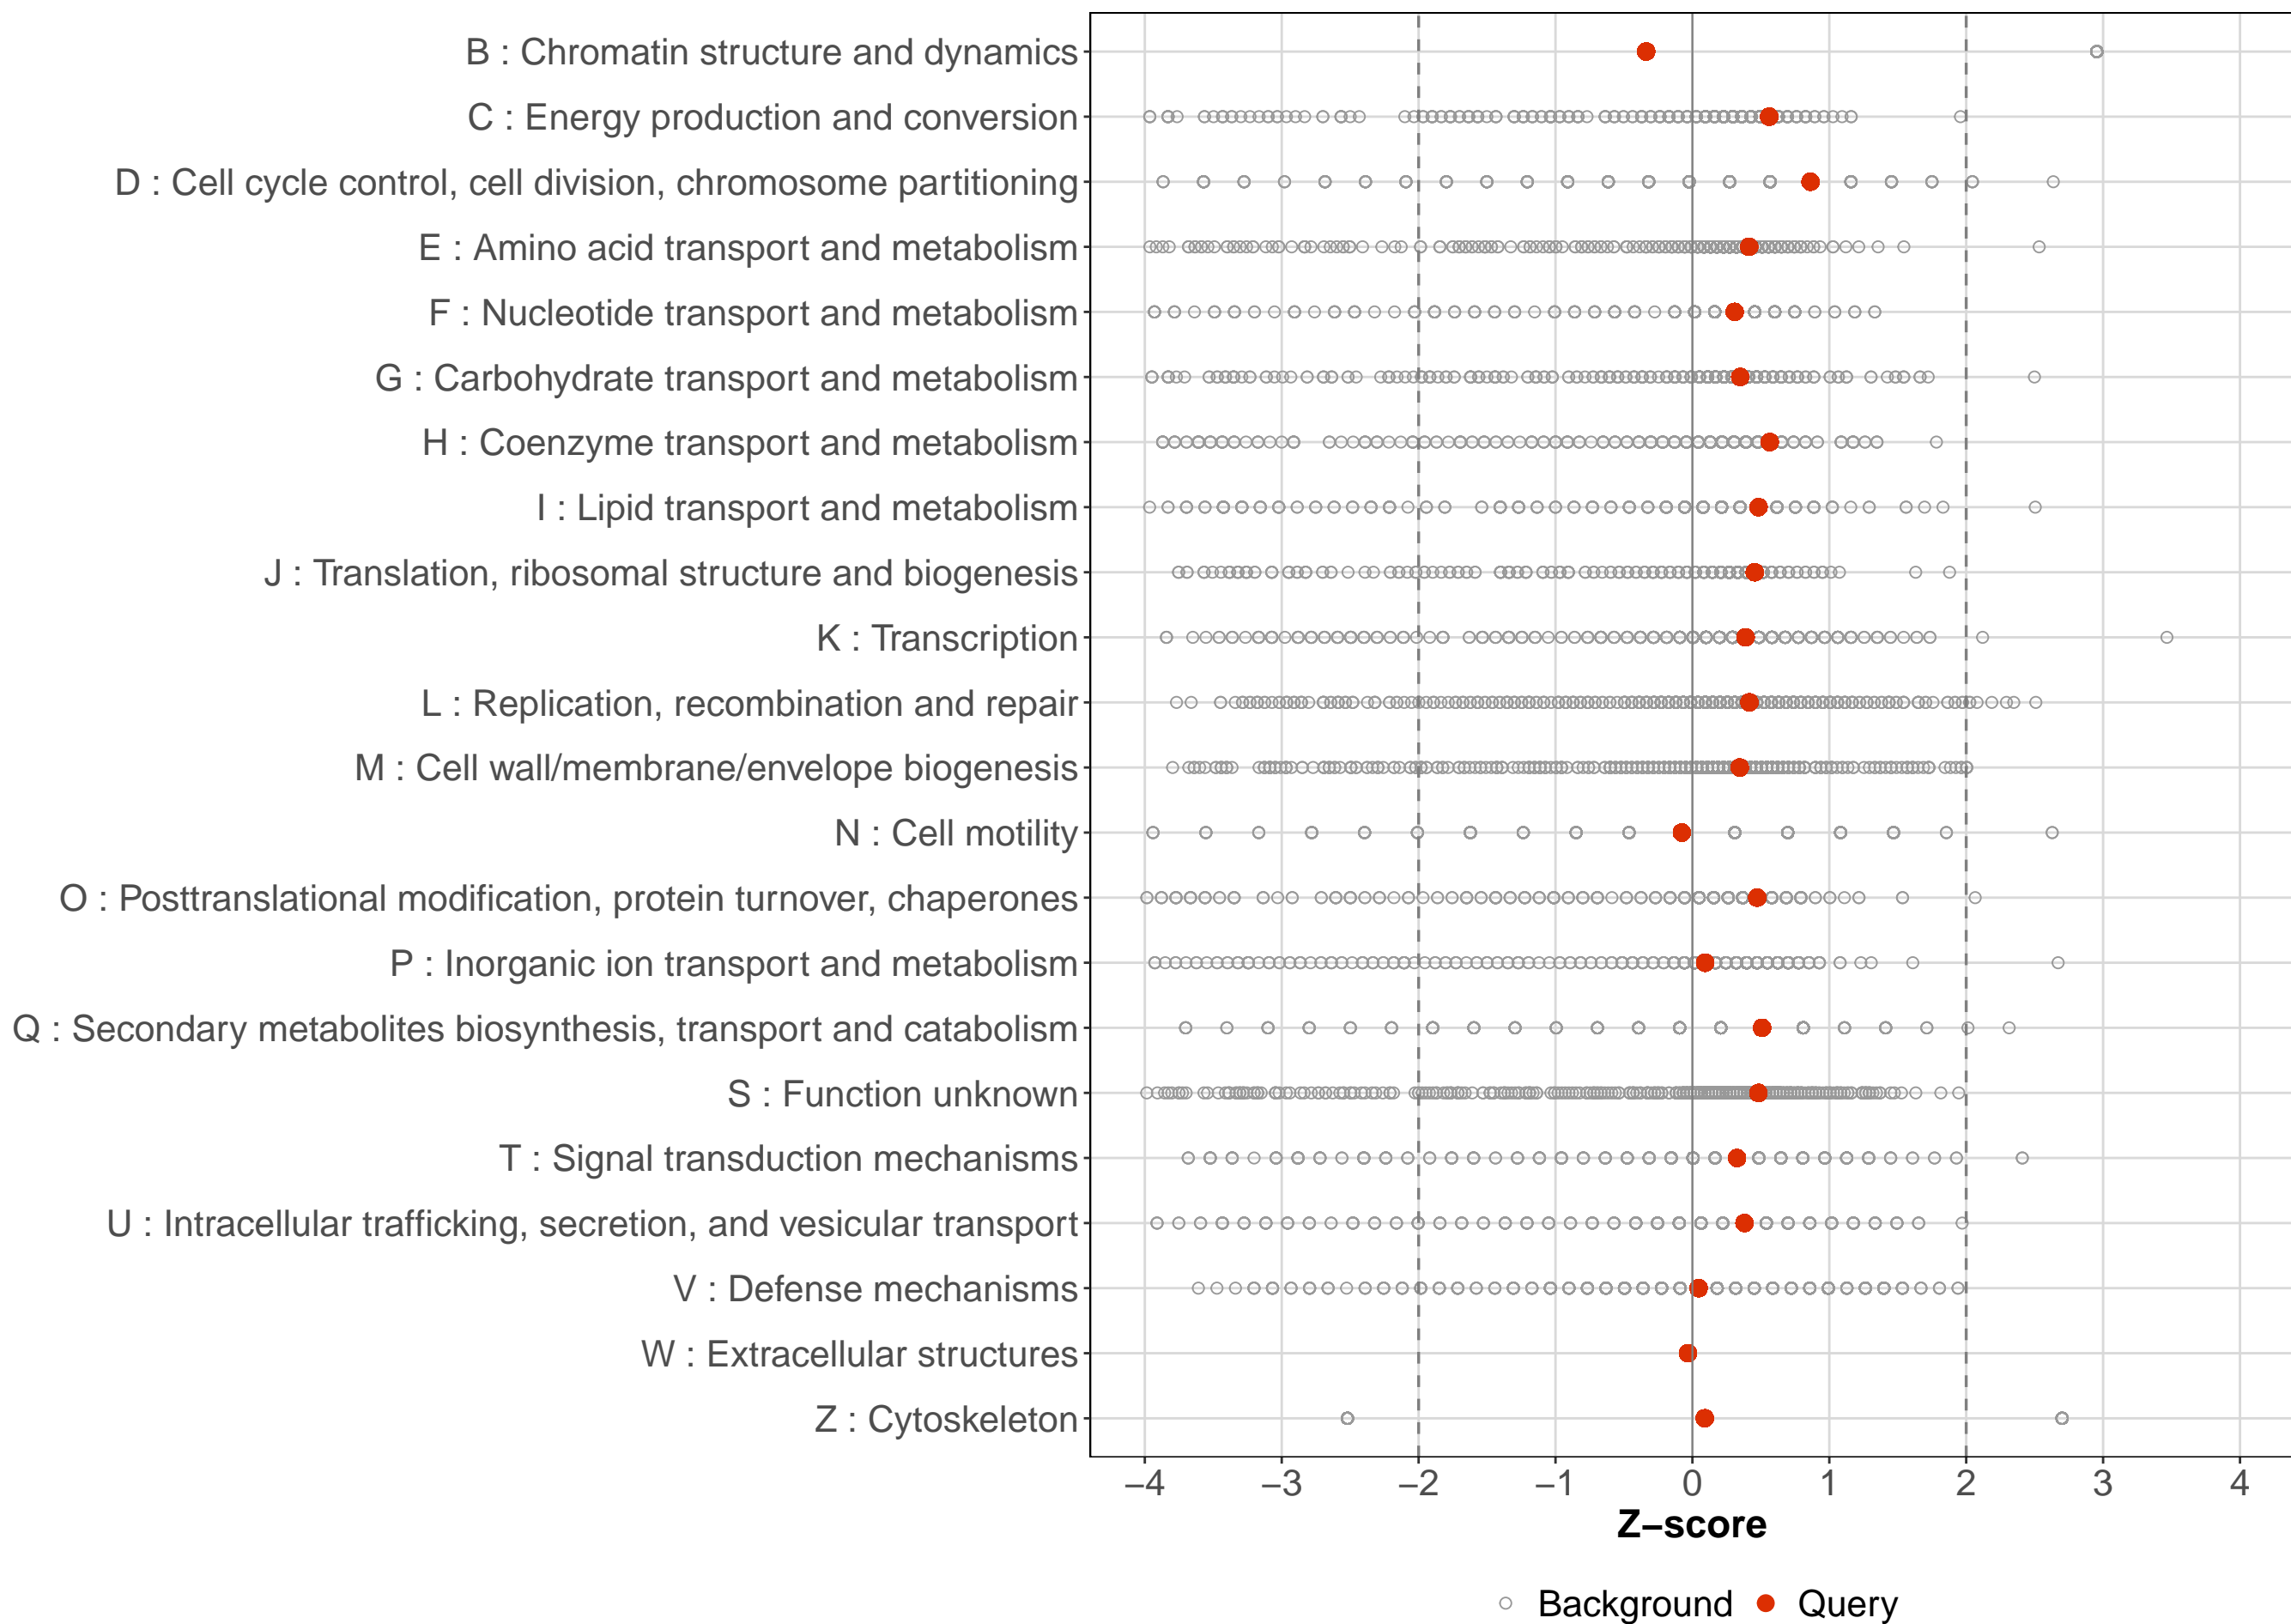 B : Chromatin structure and dynamics
C : Energy production and conversion
D : Cell cycle control, cell division, chromosome partitioning
E : Amino acid transport and metabolism
F : Nucleotide transport and metabolism
G : Carbohydrate transport and metabolism
H : Coenzyme transport and metabolism
I : Lipid transport and metabolism
J : Translation, ribosomal structure and biogenesis
K : Transcription
L : Replication, recombination and repair
M : Cell wall/membrane/envelope biogenesis
N : Cell motility
O : Posttranslational modification, protein turnover, chaperones
P : Inorganic ion transport and metabolism
Q : Secondary metabolites biosynthesis, transport and catabolism
S : Function unknown
T : Signal transduction mechanisms
U : Intracellular trafficking, secretion, and vesicular transport
V : Defense mechanisms
W : Extracellular structures
Z : Cytoskeleton
−4 −3 −2 −1 0 1 2 3 4
Z−score
Background Query